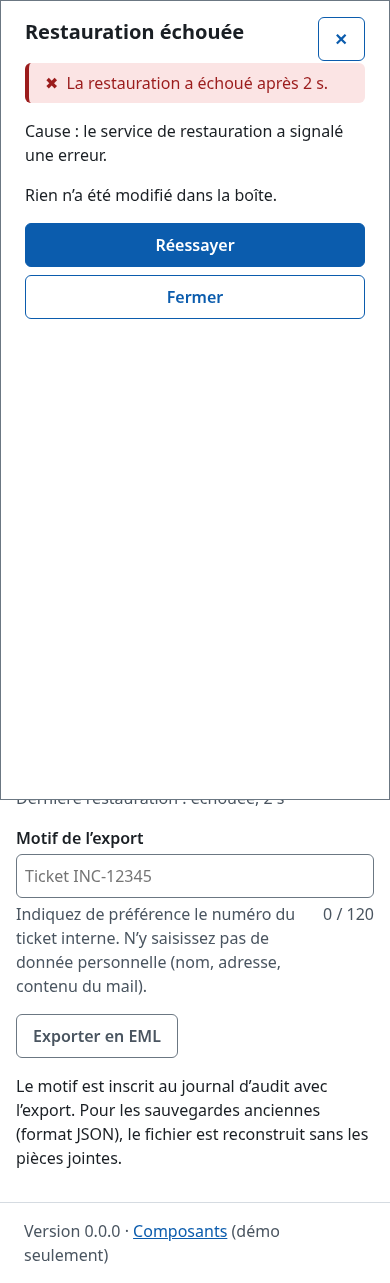 Restauration échouée
×
✖ La restauration a échoué après 2 s.
Cause : le service de restauration a signalé
une erreur.
Rien n’a été modifié dans la boîte.
Réessayer
Fermer
Dernière restauration : échouée, 2 s
Motif de l’export
Ticket INC-12345
Indiquez de préférence le numéro du
ticket interne. N’y saisissez pas de
donnée personnelle (nom, adresse,
contenu du mail).
0 / 120
Exporter en EML
Le motif est inscrit au journal d’audit avec
l’export. Pour les sauvegardes anciennes
(format JSON), le fichier est reconstruit sans les
pièces jointes.
Version 0.0.0 · Composants (démo
seulement)